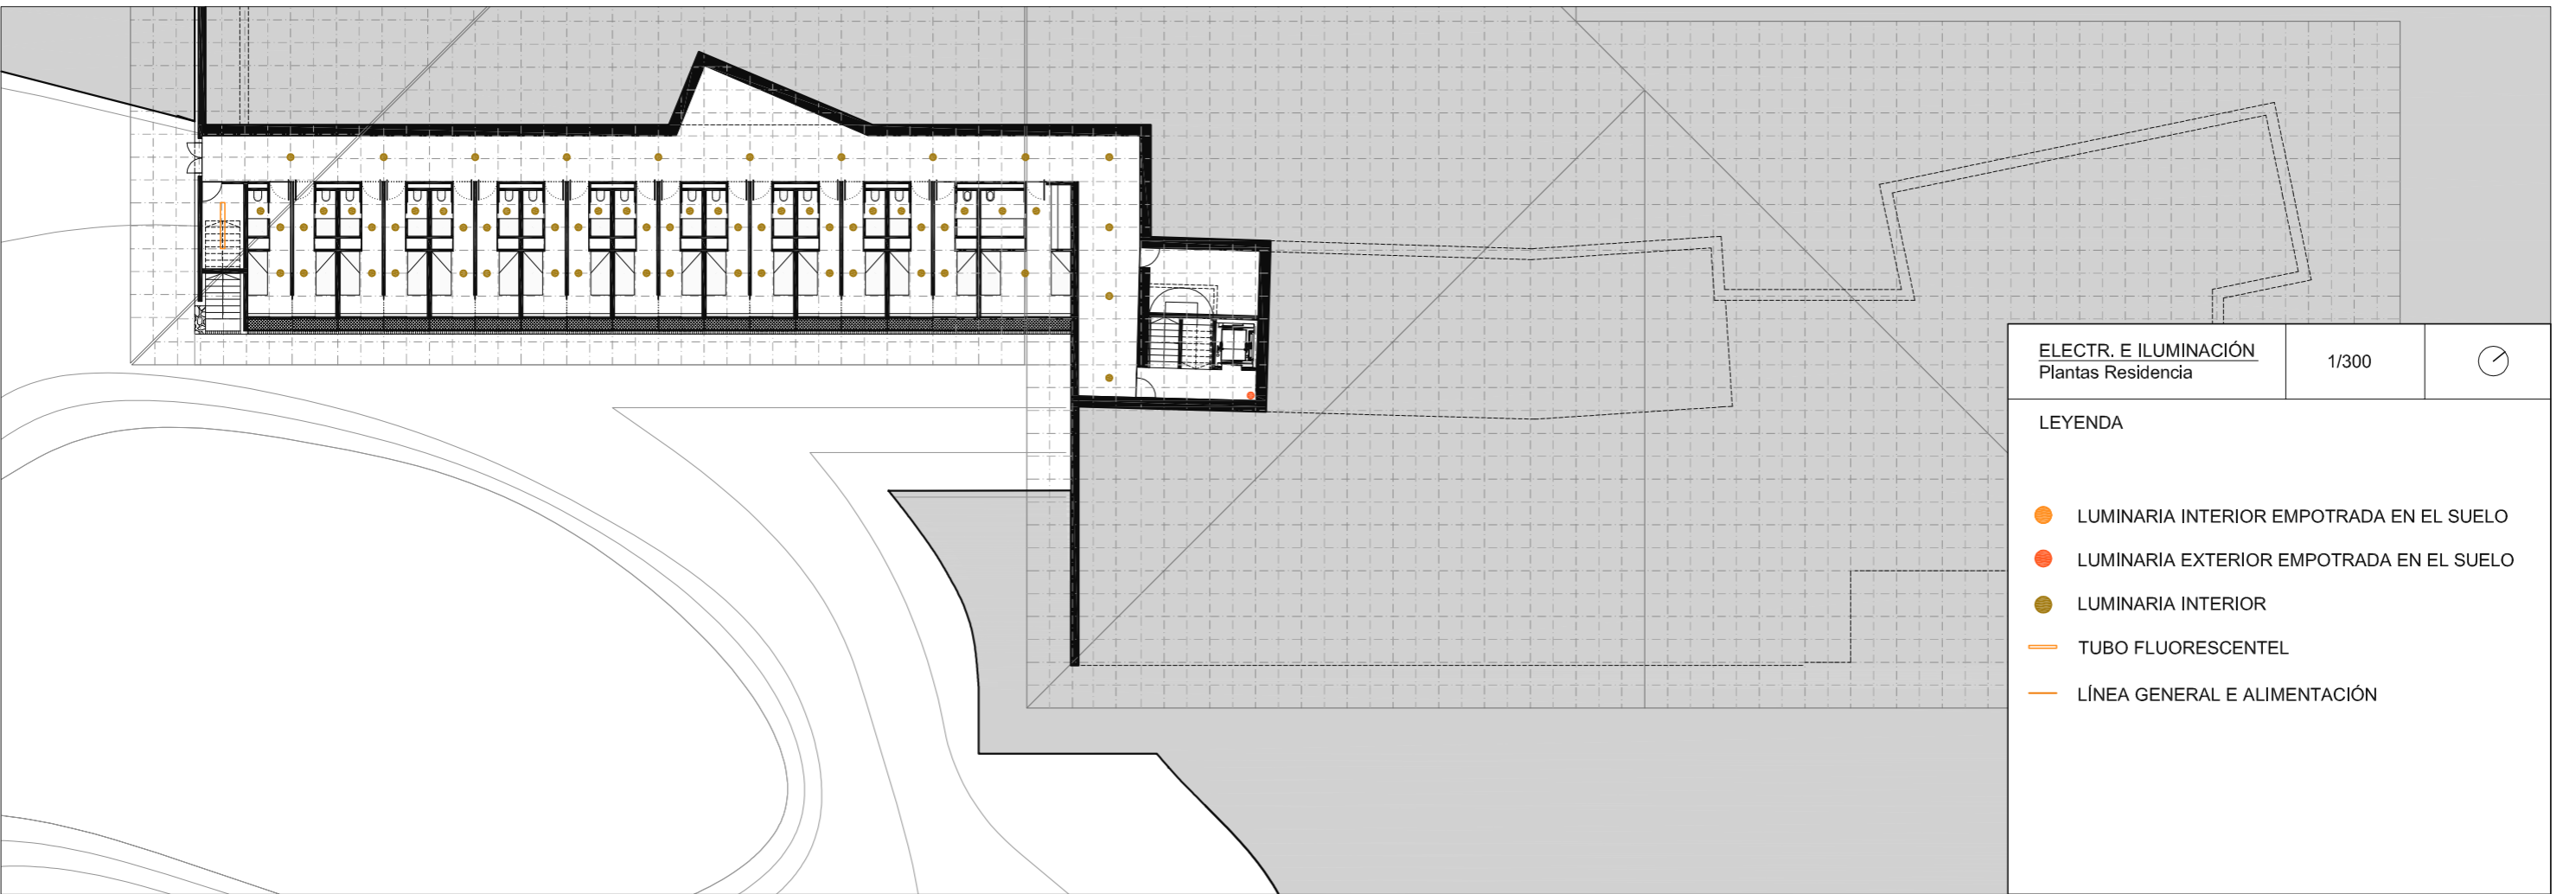 ELECTR. E ILUMINACIÓN
Plantas Residencia
1/300
LEYENDA
LUMINARIA INTERIOR EMPOTRADA EN EL SUELO
LUMINARIA EXTERIOR EMPOTRADA EN EL SUELO
LUMINARIA INTERIOR
TUBO FLUORESCENTEL
LÍNEA GENERAL E ALIMENTACIÓN